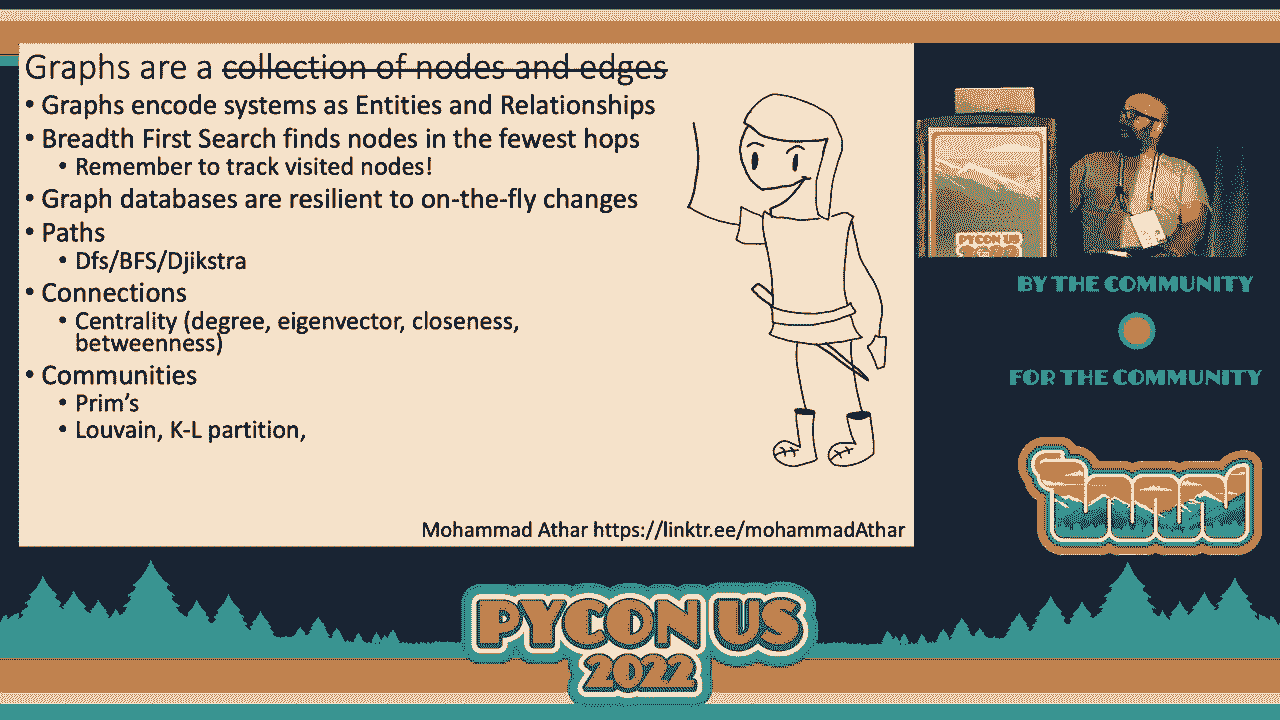 Graphs are a collection of nodes and edges
• Graphs encode systems as Entities and Relationships
• Breadth First Search finds nodes in the fewest hops
• Remember to track visited nodes!
• Graph databases are resilient to on-the-fly changes
• Paths
• Dfs/BFS/Djikstra
• Connections
• Centrality (degree, eigenvector, closeness,
betweenness)
• Communities
• Prim's
• Louvain, K-L partition,
Mohammad Athar https://linktr.ee/mohammadAthar
PYCON US
2022
BY THE COMMUNITY
FOR THE COMMUNITY
PYCON US
2022